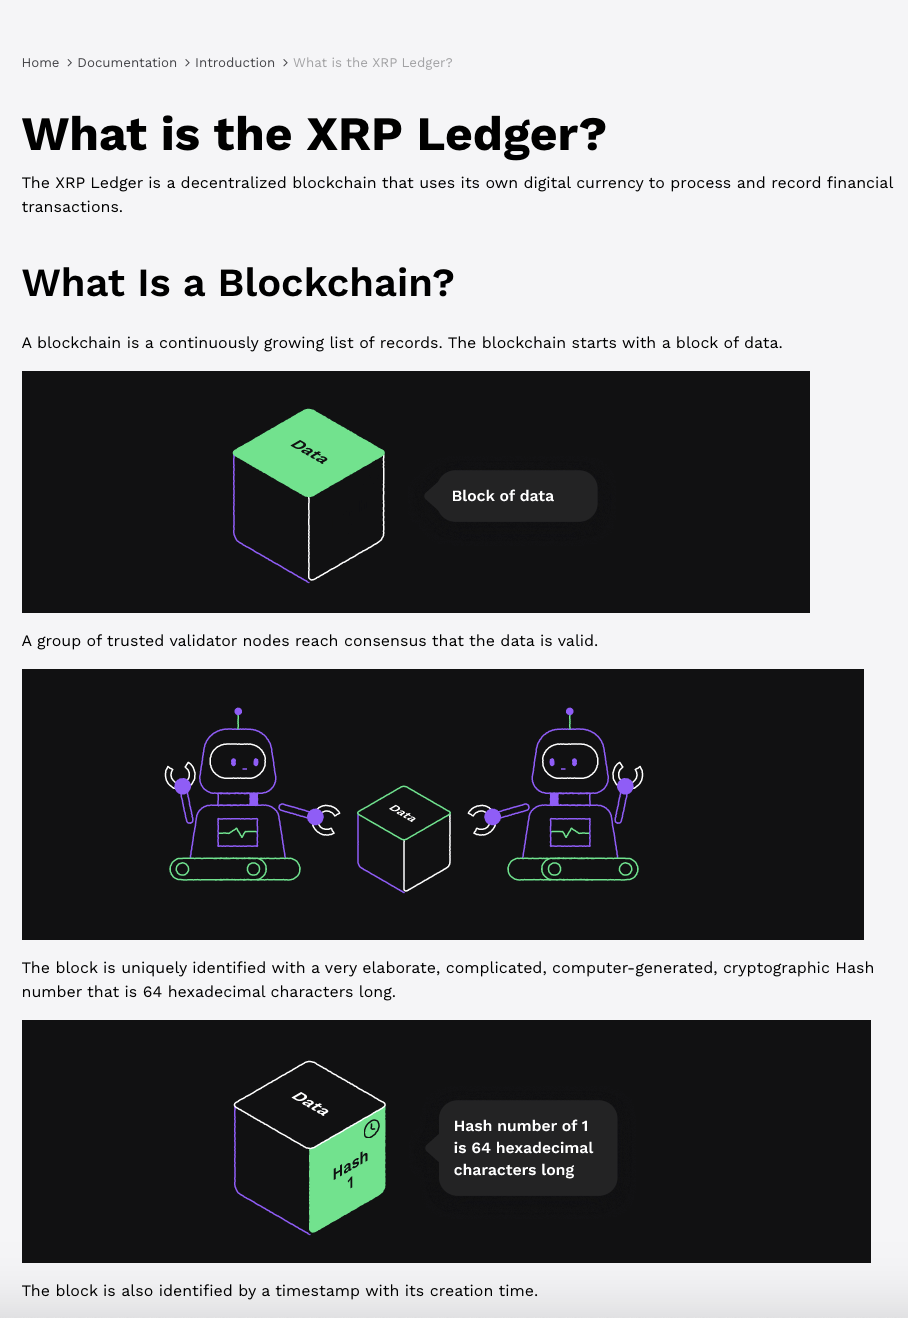 Home > Documentation > Introduction > What is the XRP Ledger?
What is the XRP Ledger?
The XRP Ledger is a decentralized blockchain that uses its own digital currency to process and record financial
transactions.
What Is a Blockchain?
A blockchain is a continuously growing list of records. The blockchain starts with a block of data.
Data
Block of data
A group of trusted validator nodes reach consensus that the data is valid.
Data
The block is uniquely identified with a very elaborate, complicated, computer-generated, cryptographic Hash
number that is 64 hexadecimal characters long.
Data
Hash
1
Hash number of 1
is 64 hexadecimal
characters long
The block is also identified by a timestamp with its creation time.